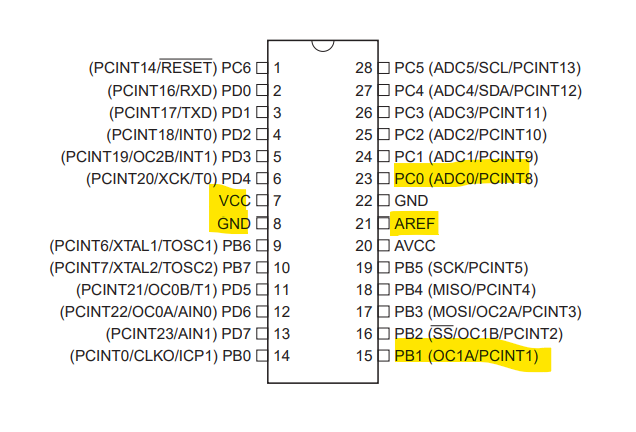 (PCINT14/RESET) PC6 1 28 PC5 (ADC5/SCL/PCINT13)
(PCINT16/RXD) PD0 2 27 PC4 (ADC4/SDA/PCINT12)
(PCINT17/TXD) PD1 3 26 PC3 (ADC3/PCINT11)
(PCINT18/INT0) PD2 4 25 PC2 (ADC2/PCINT10)
(PCINT19/OC2B/INT1) PD3 5 24 PC1 (ADC1/PCINT9)
(PCINT20/XCK/T0) PD4 6 23 PC0 (ADC0/PCINT8)
VCC 7 22 GND
GND 8 21 AREF
(PCINT6/XTAL1/TOSC1) PB6 9 20 AVCC
(PCINT7/XTAL2/TOSC2) PB7 10 19 PB5 (SCK/PCINT5)
(PCINT21/OC0B/T1) PD5 11 18 PB4 (MISO/PCINT4)
(PCINT22/OC0A/AIN0) PD6 12 17 PB3 (MOSI/OC2A/PCINT3)
(PCINT23/AIN1) PD7 13 16 PB2 (SS/OC1B/PCINT2)
(PCINT0/CLKO/ICP1) PB0 14 15 PB1 (OC1A/PCINT1)